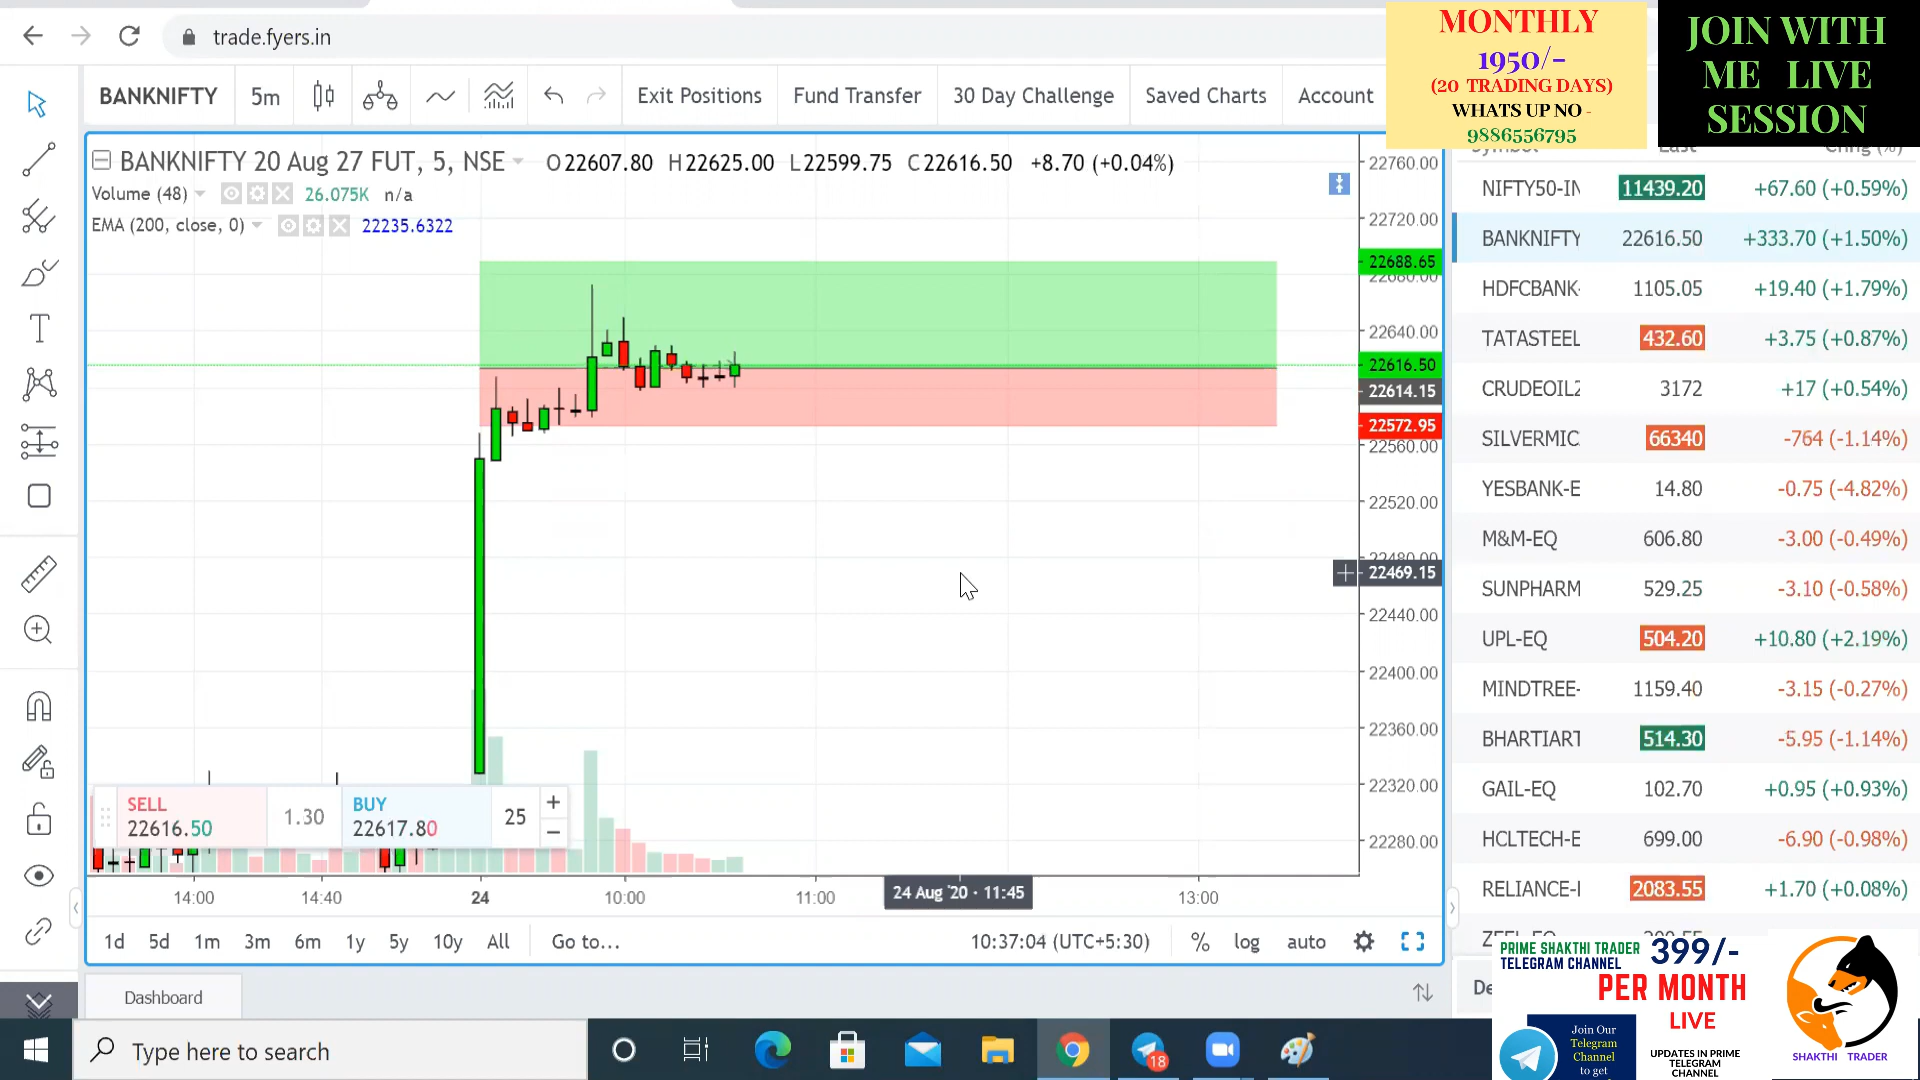 trade.fyers.in
MONTHLY
1950/-
(20 TRADING DAYS)
WHATS UP NO -
9886556795
JOIN WITH
ME LIVE
SESSION
BANKNIFTY 5m Exit Positions Fund Transfer 30 Day Challenge Saved Charts Account
BANKNIFTY 20 Aug 27 FUT, 5, NSE O22607.80 H22625.00 L22599.75 C22616.50 +8.70 (+0.04%)
Volume (48) 26.075K n/a
EMA (200, close, 0) 22235.6322
22760.00
22720.00
22688.65
22680.00
22640.00
22616.50
22614.15
22572.95
22560.00
22520.00
22480.00
22469.15
22440.00
22400.00
22360.00
22320.00
22280.00
Symbol Last Chng (%)
NIFTY50-IN 11439.20 +67.60 (+0.59%)
BANKNIFTY 22616.50 +333.70 (+1.50%)
HDFCBANK- 1105.05 +19.40 (+1.79%)
TATASTEEL 432.60 +3.75 (+0.87%)
CRUDEOIL2 3172 +17 (+0.54%)
SILVERMIC 66340 -764 (-1.14%)
YESBANK-E 14.80 -0.75 (-4.82%)
M&M-EQ 606.80 -3.00 (-0.49%)
SUNPHARM 529.25 -3.10 (-0.58%)
UPL-EQ 504.20 +10.80 (+2.19%)
MINDTREE- 1159.40 -3.15 (-0.27%)
BHARTIART 514.30 -5.95 (-1.14%)
GAIL-EQ 102.70 +0.95 (+0.93%)
HCLTECH-E 699.00 -6.90 (-0.98%)
RELIANCE-I 2083.55 +1.70 (+0.08%)
SELL
22616.50
1.30
BUY
22617.80
25
14:00 14:40 24 10:00 11:00 24 Aug '20 · 11:45 13:00
1d 5d 1m 3m 6m 1y 5y 10y All Go to... 10:37:04 (UTC+5:30) % log auto
Dashboard
PRIME SHAKTHI TRADER
TELEGRAM CHANNEL
399/-
PER MONTH
LIVE
UPDATES IN PRIME
TELEGRAM
CHANNEL
Join Our
Telegram
Channel
to get
SHAKTHI TRADER
Type here to search
18